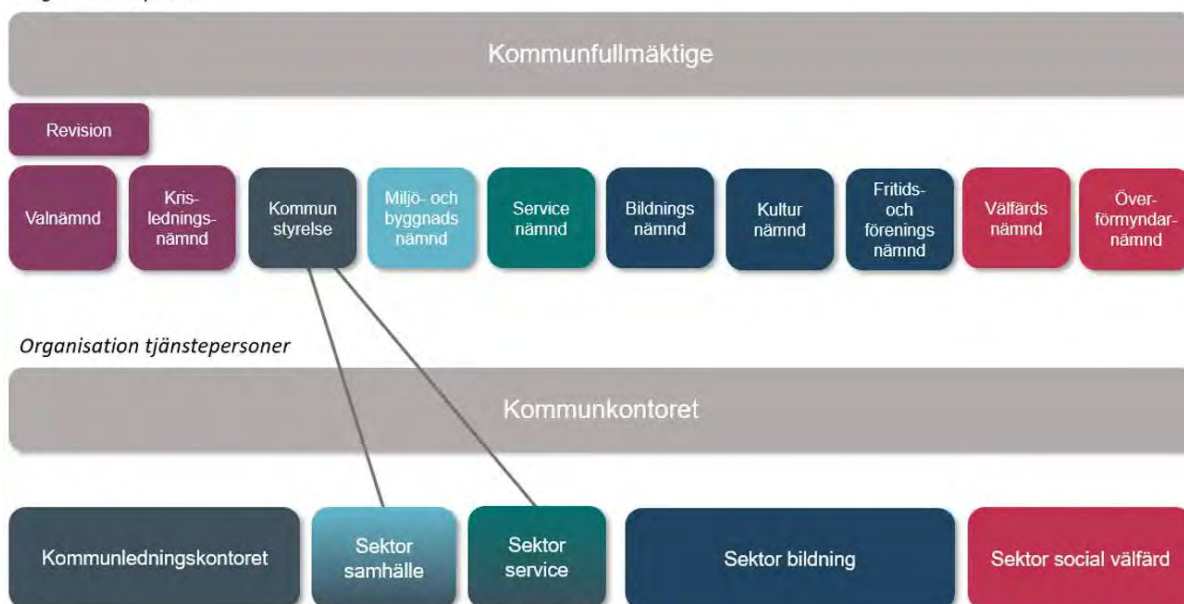 Kommunfullmäktige
Revision
Valnämnd
Kris-
lednings-
nämnd
Kommun
styrelse
Miljö- och
byggnads
nämnd
Service
nämnd
Bildnings
nämnd
Kultur
nämnd
Fritids-
och
förenings
nämnd
Välfärds
nämnd
Över-
förmyndar-
nämnd
Organisation tjänstepersoner
Kommunkontoret
Kommunledningskontoret
Sektor
samhälle
Sektor
service
Sektor bildning
Sektor social välfärd